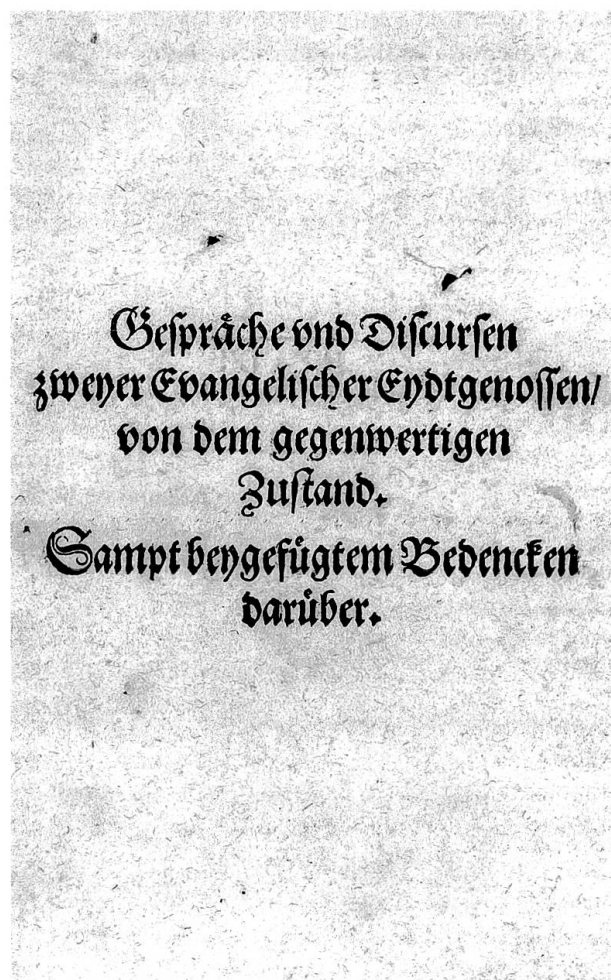 Gespräche vnd Discursen
zweyer Evangelischer Eydtgenossen/
von dem gegenwertigen
Zustand.
Sampt beygefügtem Bedencken
darüber.